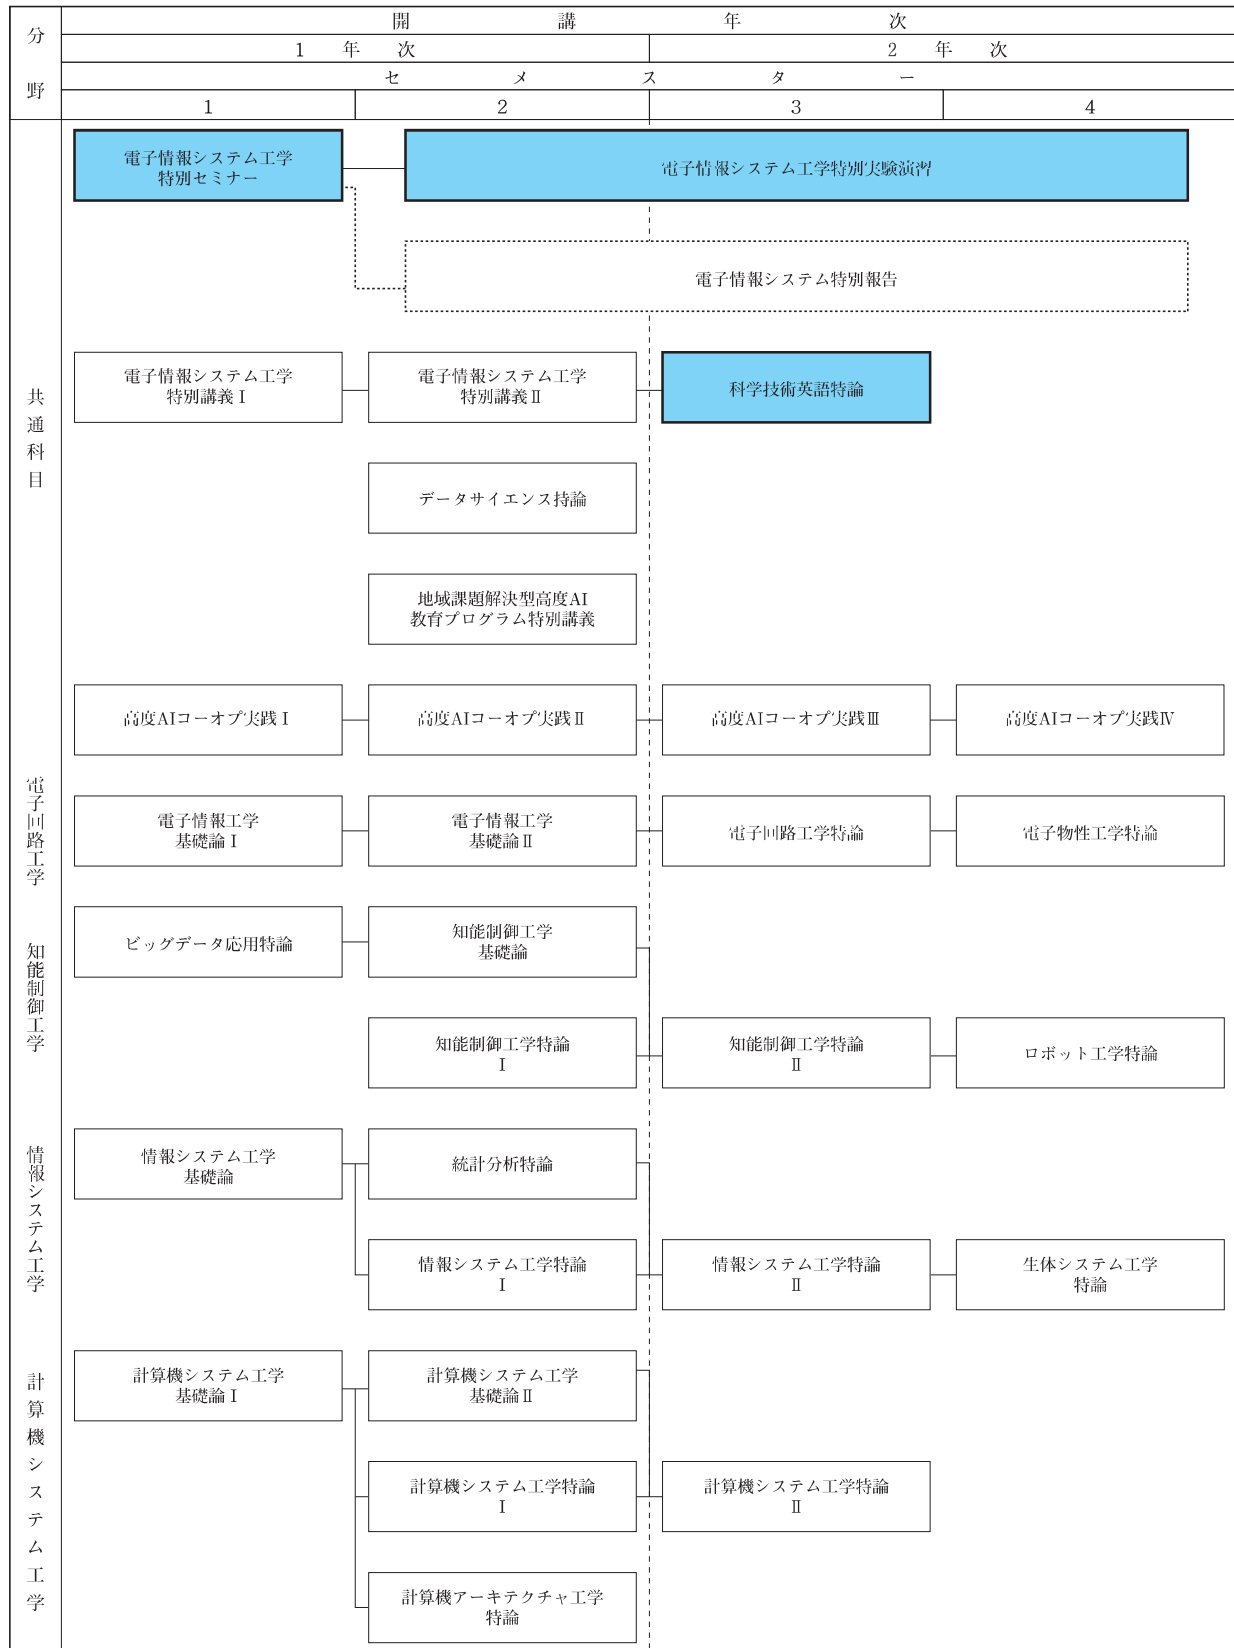 分野
開講年次
1年次
2年次
セメスター
1
2
3
4
共通科目
電子情報システム工学
特別セミナー
電子情報システム工学特別実験演習
電子情報システム特別報告
電子情報システム工学
特別講義Ⅰ
電子情報システム工学
特別講義Ⅱ
科学技術英語特論
データサイエンス持論
地域課題解決型高度AI
教育プログラム特別講義
高度AIコーオプ実践Ⅰ
高度AIコーオプ実践Ⅱ
高度AIコーオプ実践Ⅲ
高度AIコーオプ実践Ⅳ
電子回路工学
電子情報工学
基礎論Ⅰ
電子情報工学
基礎論Ⅱ
電子回路工学特論
電子物性工学特論
知能制御工学
ビッグデータ応用特論
知能制御工学
基礎論
知能制御工学特論
Ⅰ
知能制御工学特論
Ⅱ
ロボット工学特論
情報システム工学
情報システム工学
基礎論
統計分析特論
情報システム工学特論
Ⅰ
情報システム工学特論
Ⅱ
生体システム工学
特論
計算機システム工学
計算機システム工学
基礎論Ⅰ
計算機システム工学
基礎論Ⅱ
計算機システム工学特論
Ⅰ
計算機システム工学特論
Ⅱ
計算機アーキテクチャ工学
特論